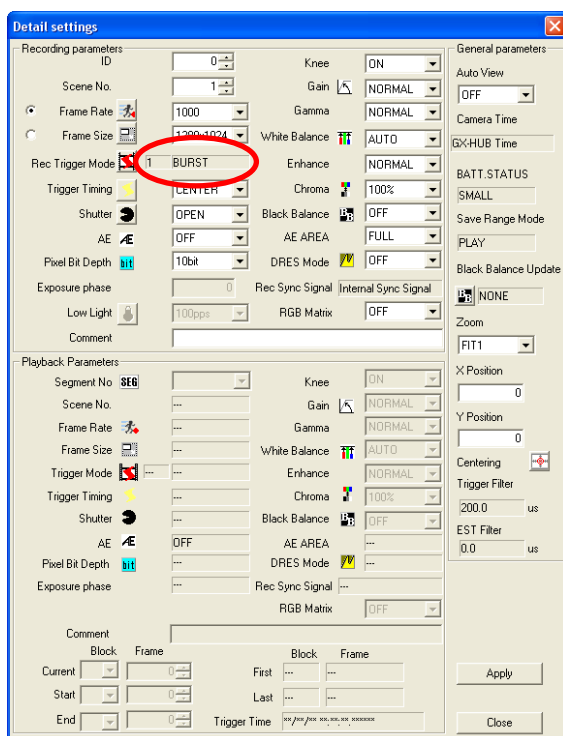 Detail settings
Recording parameters
ID 0
Scene No. 1
Frame Rate 1000
Frame Size 1280x1024
Rec Trigger Mode 1 BURST
Trigger Timing CENTER
Shutter OPEN
AE AE OFF
Pixel Bit Depth bit 10bit
Exposure phase 0
Low Light 100pps
Comment
Knee ON
Gain NORMAL
Gamma NORMAL
White Balance AUTO
Enhance NORMAL
Chroma 100%
Black Balance OFF
AE AREA FULL
DRES Mode OFF
Rec Sync Signal Internal Sync Signal
RGB Matrix OFF
Playback Parameters
Segment No SEG
Scene No. ---
Frame Rate ---
Frame Size ---
Trigger Mode --- ---
Trigger Timing ---
Shutter ---
AE AE OFF
Pixel Bit Depth bit ---
Exposure phase ---
Knee ON
Gain NORMAL
Gamma NORMAL
White Balance AUTO
Enhance NORMAL
Chroma 100%
Black Balance OFF
AE AREA ---
DRES Mode ---
Rec Sync Signal ---
RGB Matrix OFF
Comment
Block Frame
Current 0
Start 0
End 0
Block Frame
First --- ---
Last --- ---
Trigger Time **/**/** **:**:**.******
General parameters
Auto View
OFF
Camera Time
GX-HUB Time
BATT.STATUS
SMALL
Save Range Mode
PLAY
Black Balance Update
NONE
Zoom
FIT1
X Position
0
Y Position
0
Centering
Trigger Filter
200.0 us
EST Filter
0.0 us
Apply
Close